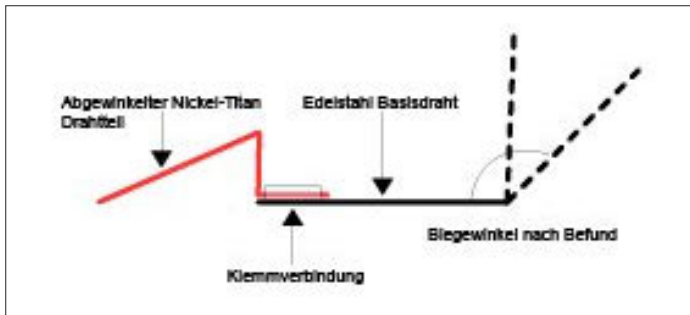 Abgewinkelter Nickel-Titan
Drahtteil
Edelstahl Basisdraht
Biegewinkel nach Befund
Klemmverbindung